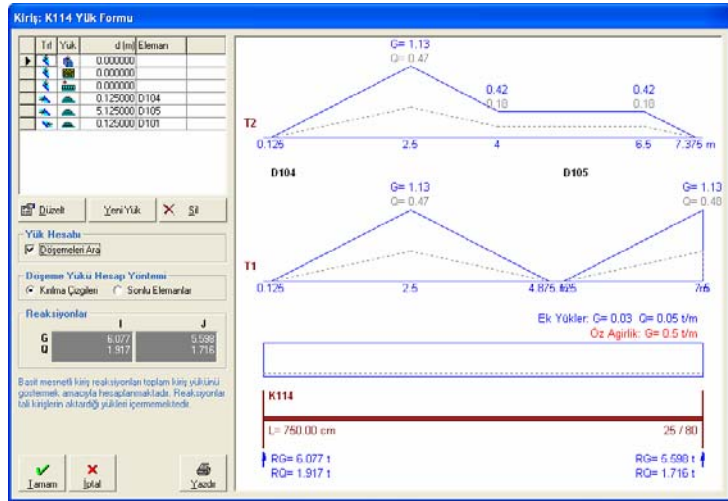 Kiriş: K114 Yük Formu
Trf Yük d (m) Eleman
0.000000
0.000000
0.000000
0.125000 D104
5.125000 D105
0.125000 D101
Düzelt Yeni Yük Sil
Yük Hesabı
Döşemeleri Ara
Döşeme Yükü Hesap Yöntemi
Kırılma Çizgileri Sonlu Elemanlar
Reaksiyonlar
I J
G 6.077 5.598
Q 1.917 1.716
Basit mesnetli kiriş reaksiyonları toplam kiriş yükünü
göstermek amacıyla hesaplanmaktadır. Reaksiyonlar
tali kirişlerin aktardığı yükleri içermemektedir.
Tamam İptal Yazdır
G= 1.13
Q= 0.47
0.42 0.42
0.18 0.18
T2
0.125 2.5 4 6.5 7.375 m
D104 D105
G= 1.13 G= 1.13
Q= 0.47 Q= 0.48
T1
0.125 2.5 4.875
Ek Yükler: G= 0.03 Q= 0.05 t/m
Öz Agirlik: G= 0.5 t/m
K114
L= 750.00 cm 25 / 80
RG= 6.077 t RG= 5.598 t
RQ= 1.917 t RQ= 1.716 t